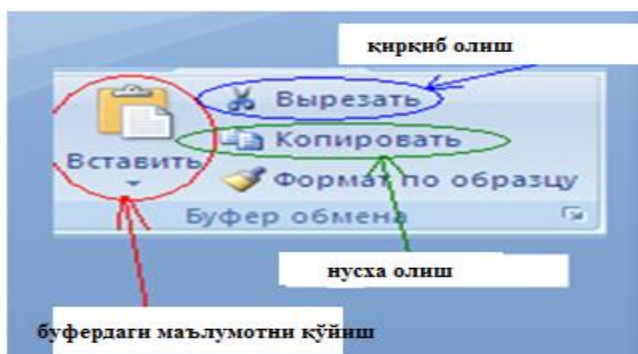 қирқиб олиш
Вырезать
Копировать
Вставить
Формат по образцу
Буфер обмена
нусха олиш
буфердаги маълумотни қўйиш